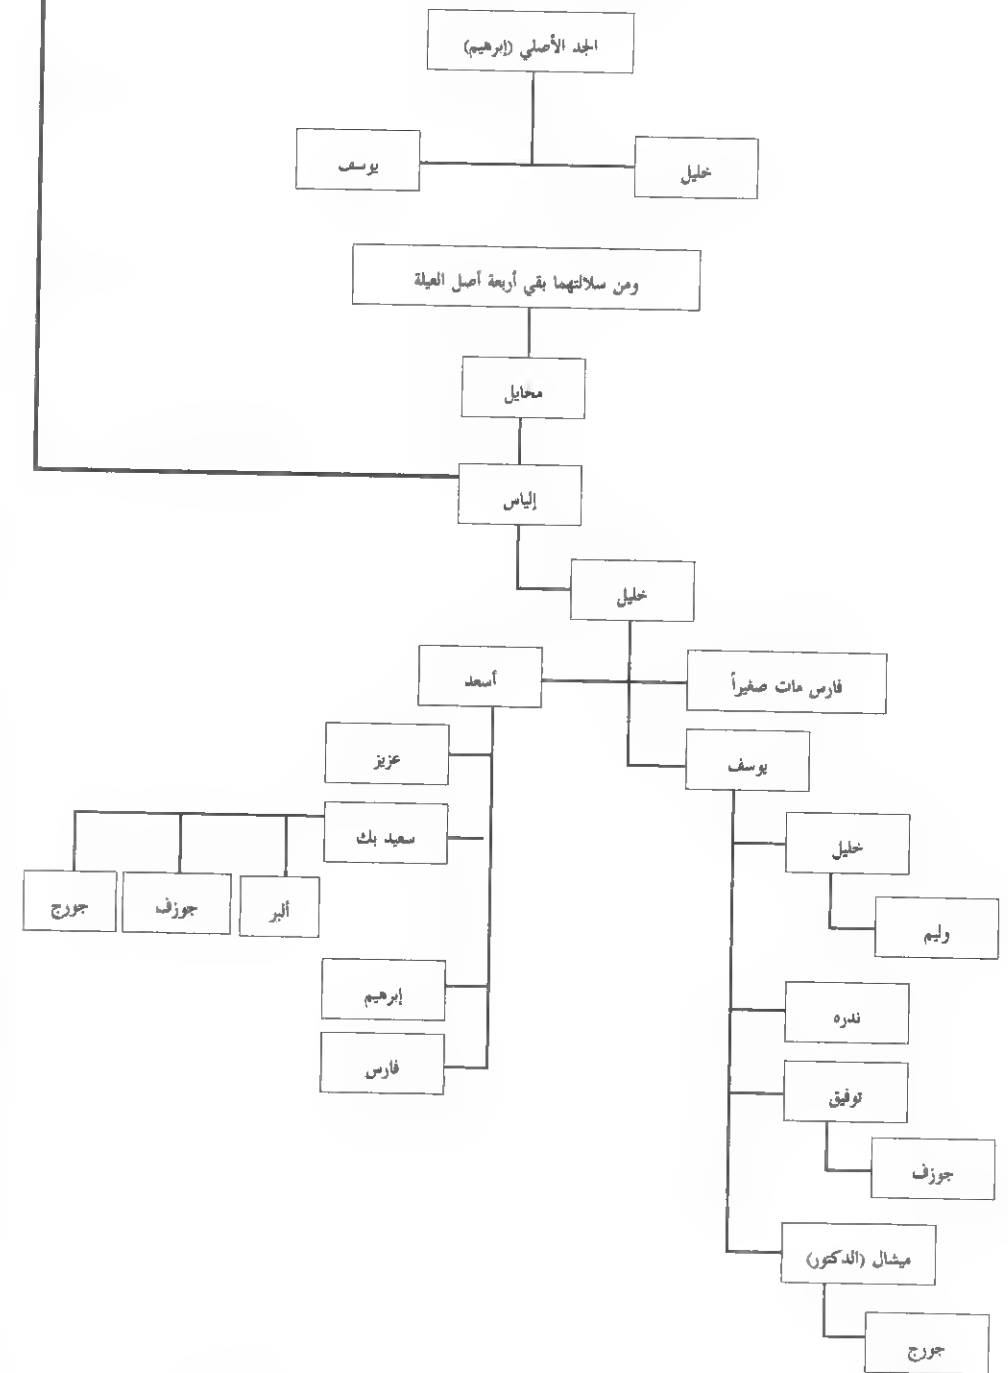 الجد الأصلي (إبرهيم)
خليل
يوسف
ومن سلالتهما بقي أربعة أصل العيلة
محايل
إلياس
خليل
فارس مات صغيراً
أسعد
يوسف
عزيز
سعيد بك
ألبر
جوزف
جورج
إبرهيم
فارس
خليل
وليم
ندره
توفيق
جوزف
ميشال (الدكتور)
جورج